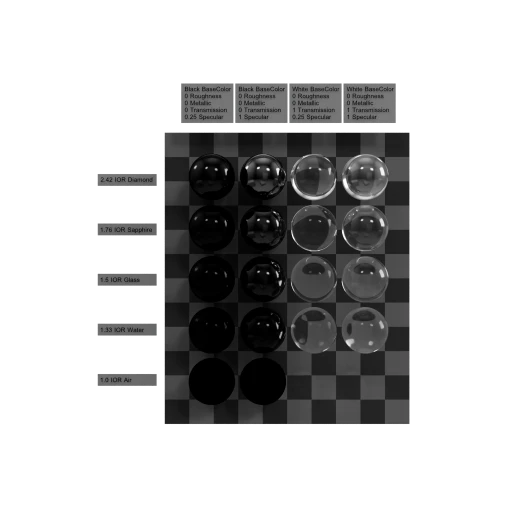 Black BaseColor
0 Roughness
0 Metallic
0 Transmission
0.25 Specular
Black BaseColor
0 Roughness
0 Metallic
0 Transmission
1 Specular
White BaseColor
0 Roughness
0 Metallic
1 Transmission
0.25 Specular
White BaseColor
0 Roughness
0 Metallic
1 Transmission
1 Specular
2.42 IOR Diamond
1.76 IOR Sapphire
1.5 IOR Glass
1.33 IOR Water
1.0 IOR Air